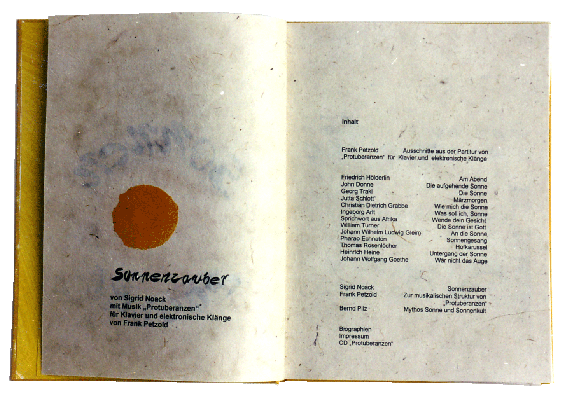 Sonnenzauber
von Sigrid Noack
mit Musik „Protuberanzen"
für Klavier und elektronische Klänge
von Frank Petzold
Inhalt
Frank Petzold Ausschnitte aus der Partitur von
„Protuberanzen" für Klavier und elektronische Klänge
Friedrich Hölderlin Am Abend
John Donne Die aufgehende Sonne
Georg Trakl Die Sonne
Jutta Schlott Märzmorgen
Christian Dietrich Grabbe Wie mich die Sonne
Ingeborg Arlt Was soll ich, Sonne
Sprichwort aus Afrika Wende dein Gesicht
William Turner Die Sonne ist Gott
Johann Wilhelm Ludwig Gleim An die Sonne
Pharao Echnaton Sonnengesang
Thomas Rosenlöcher Hofkarussel
Heinrich Heine Untergang der Sonne
Johann Wolfgang Goethe Wär nicht das Auge
Sigrid Noack Sonnenzauber
Frank Petzold Zur musikalischen Struktur von
„Protuberanzen"
Bernd Pilz Mythos Sonne und Sonnenkult
Biographien
Impressum
CD „Protuberanzen"